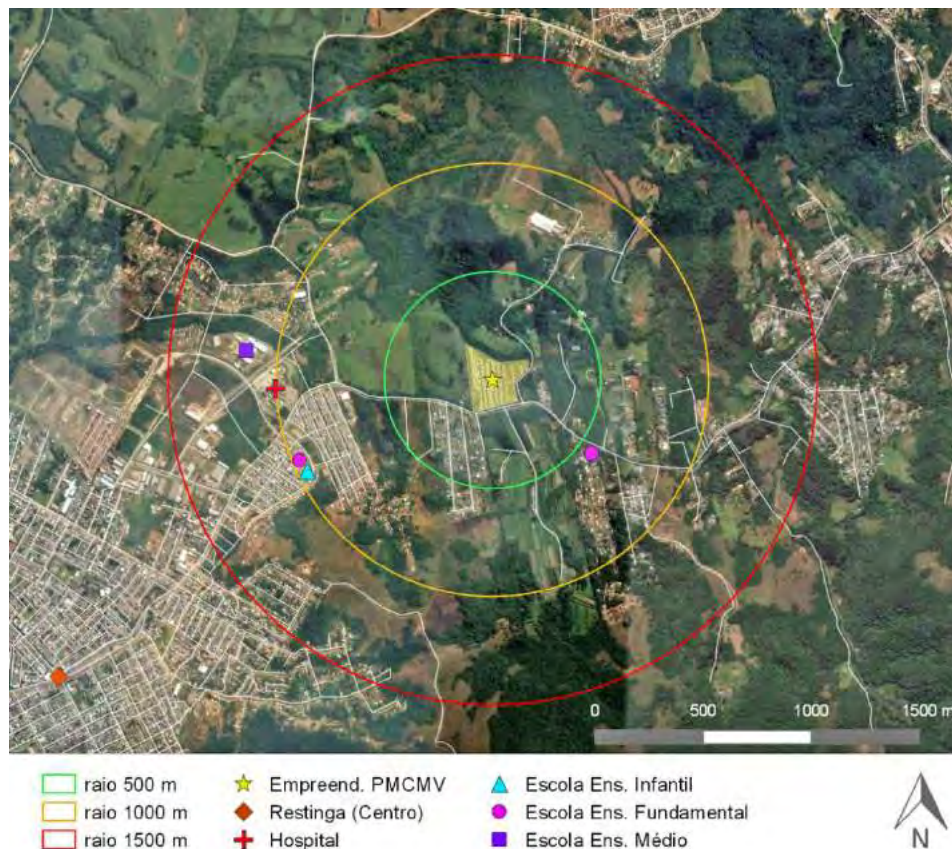 0 500 1000 1500 m
raio 500 m
Empreend. PMCMV
Escola Ens. Infantil
raio 1000 m
Restinga (Centro)
Escola Ens. Fundamental
raio 1500 m
Hospital
Escola Ens. Médio
N